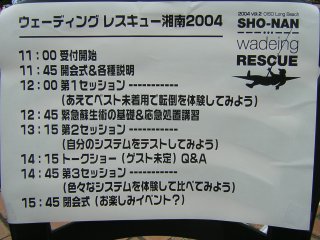 ウェーディング レスキュー湘南2004
2004 vol.2 OISO Long Beach
SHO-NAN
wadeing
RESCUE
11:00 受付開始
11:45 開会式&各種説明
12:00 第1セッション -----------
(あえてベスト未着用で転倒を体験してみよう)
12:45 緊急蘇生術の基礎&応急処置講習
13:15 第2セッション -----------
(自分のシステムをテストしてみよう)
14:15 トークショー (ゲスト未定) Q&A
14:45 第3セッション -----------
(色々なシステムを体験して比べてみよう)
15:45 閉会式 (お楽しみイベント?)